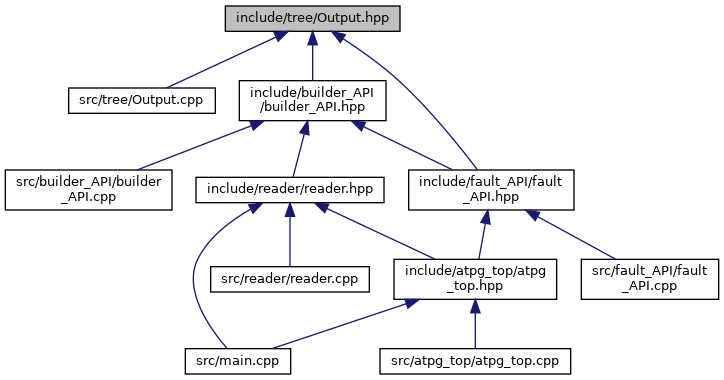 include/tree/Output.hpp
src/tree/Output.cpp
include/builder_API
/builder_API.hpp
src/builder_API/builder
_API.cpp
include/reader/reader.hpp
include/fault_API/fault
_API.hpp
src/reader/reader.cpp
include/atpg_top/atpg
_top.hpp
src/fault_API/fault
_API.cpp
src/main.cpp
src/atpg_top/atpg_top.cpp